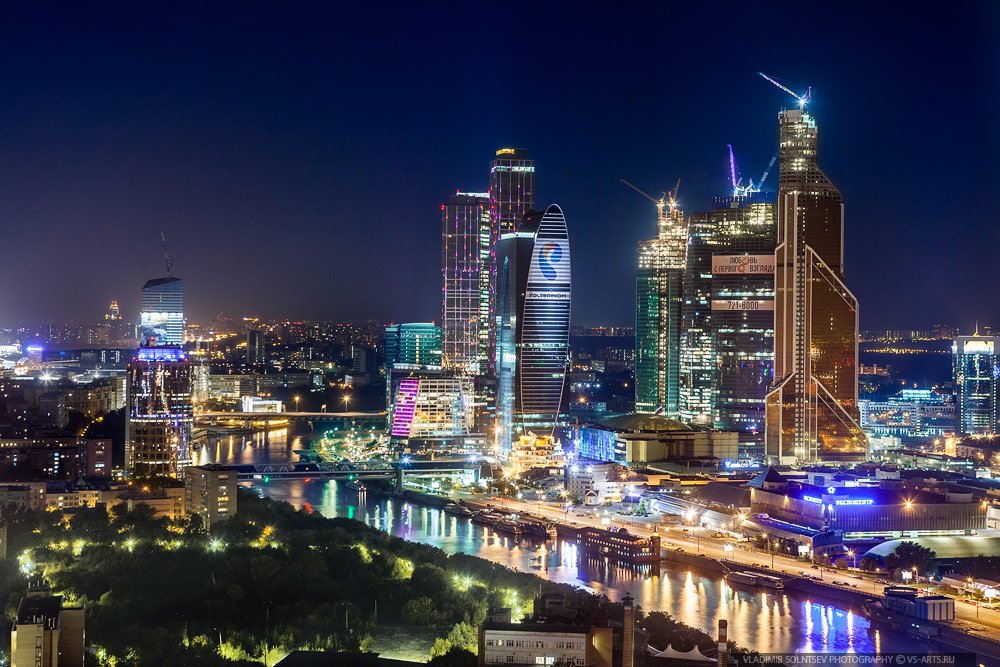 ЛЮБОВЬ
С ПЕРВОГО ВЗГЛЯДА
721-8000
Ростелеком
VLADIMIR SOLNTSEV PHOTOGRAPHY © VS-ARTS.RU